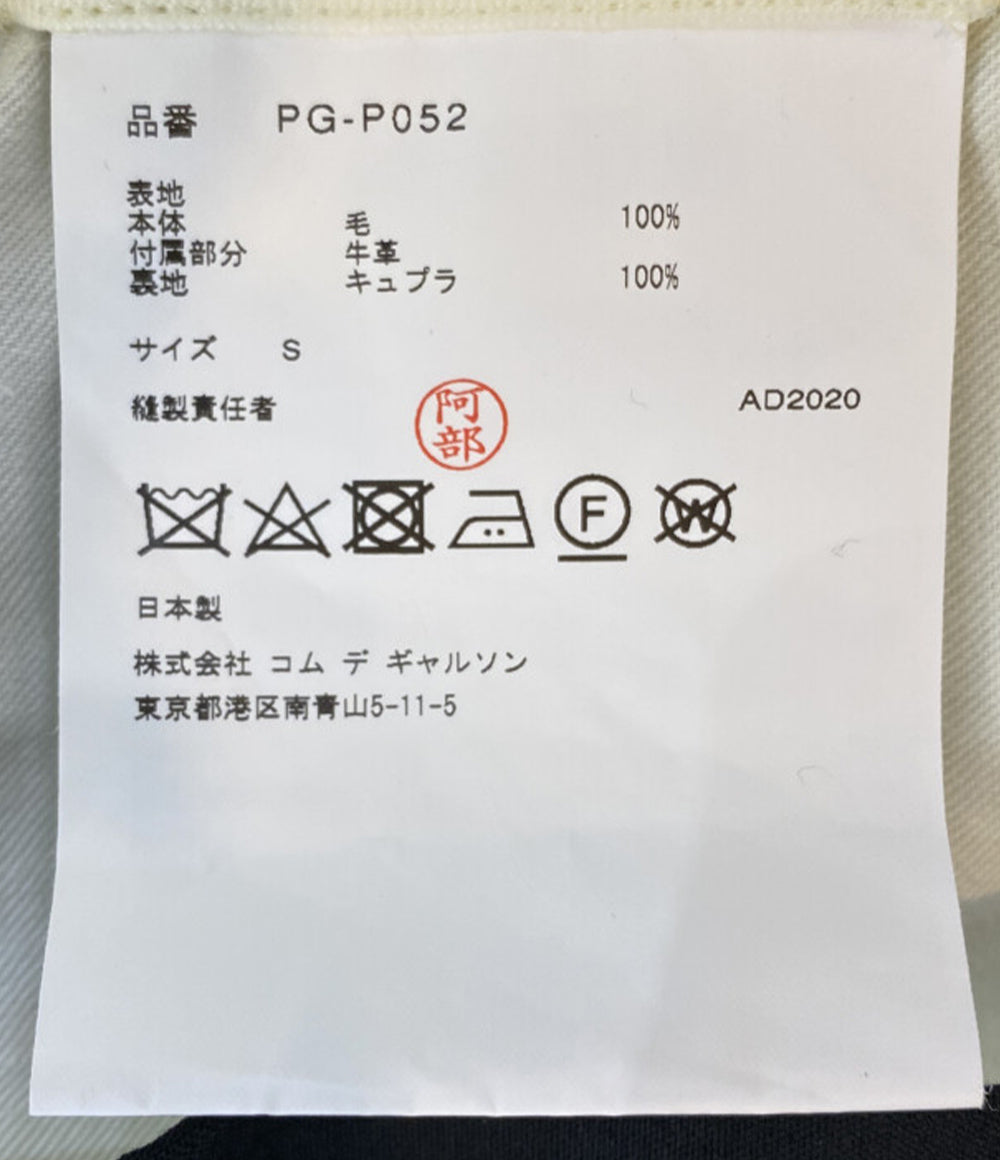 品番 PG-P052
表地
本体 毛 100%
付属部分 牛革
裏地 キュプラ 100%
サイズ S
縫製責任者 阿部 AD2020
F W
日本製
株式会社 コム デ ギャルソン
東京都港区南青山5-11-5